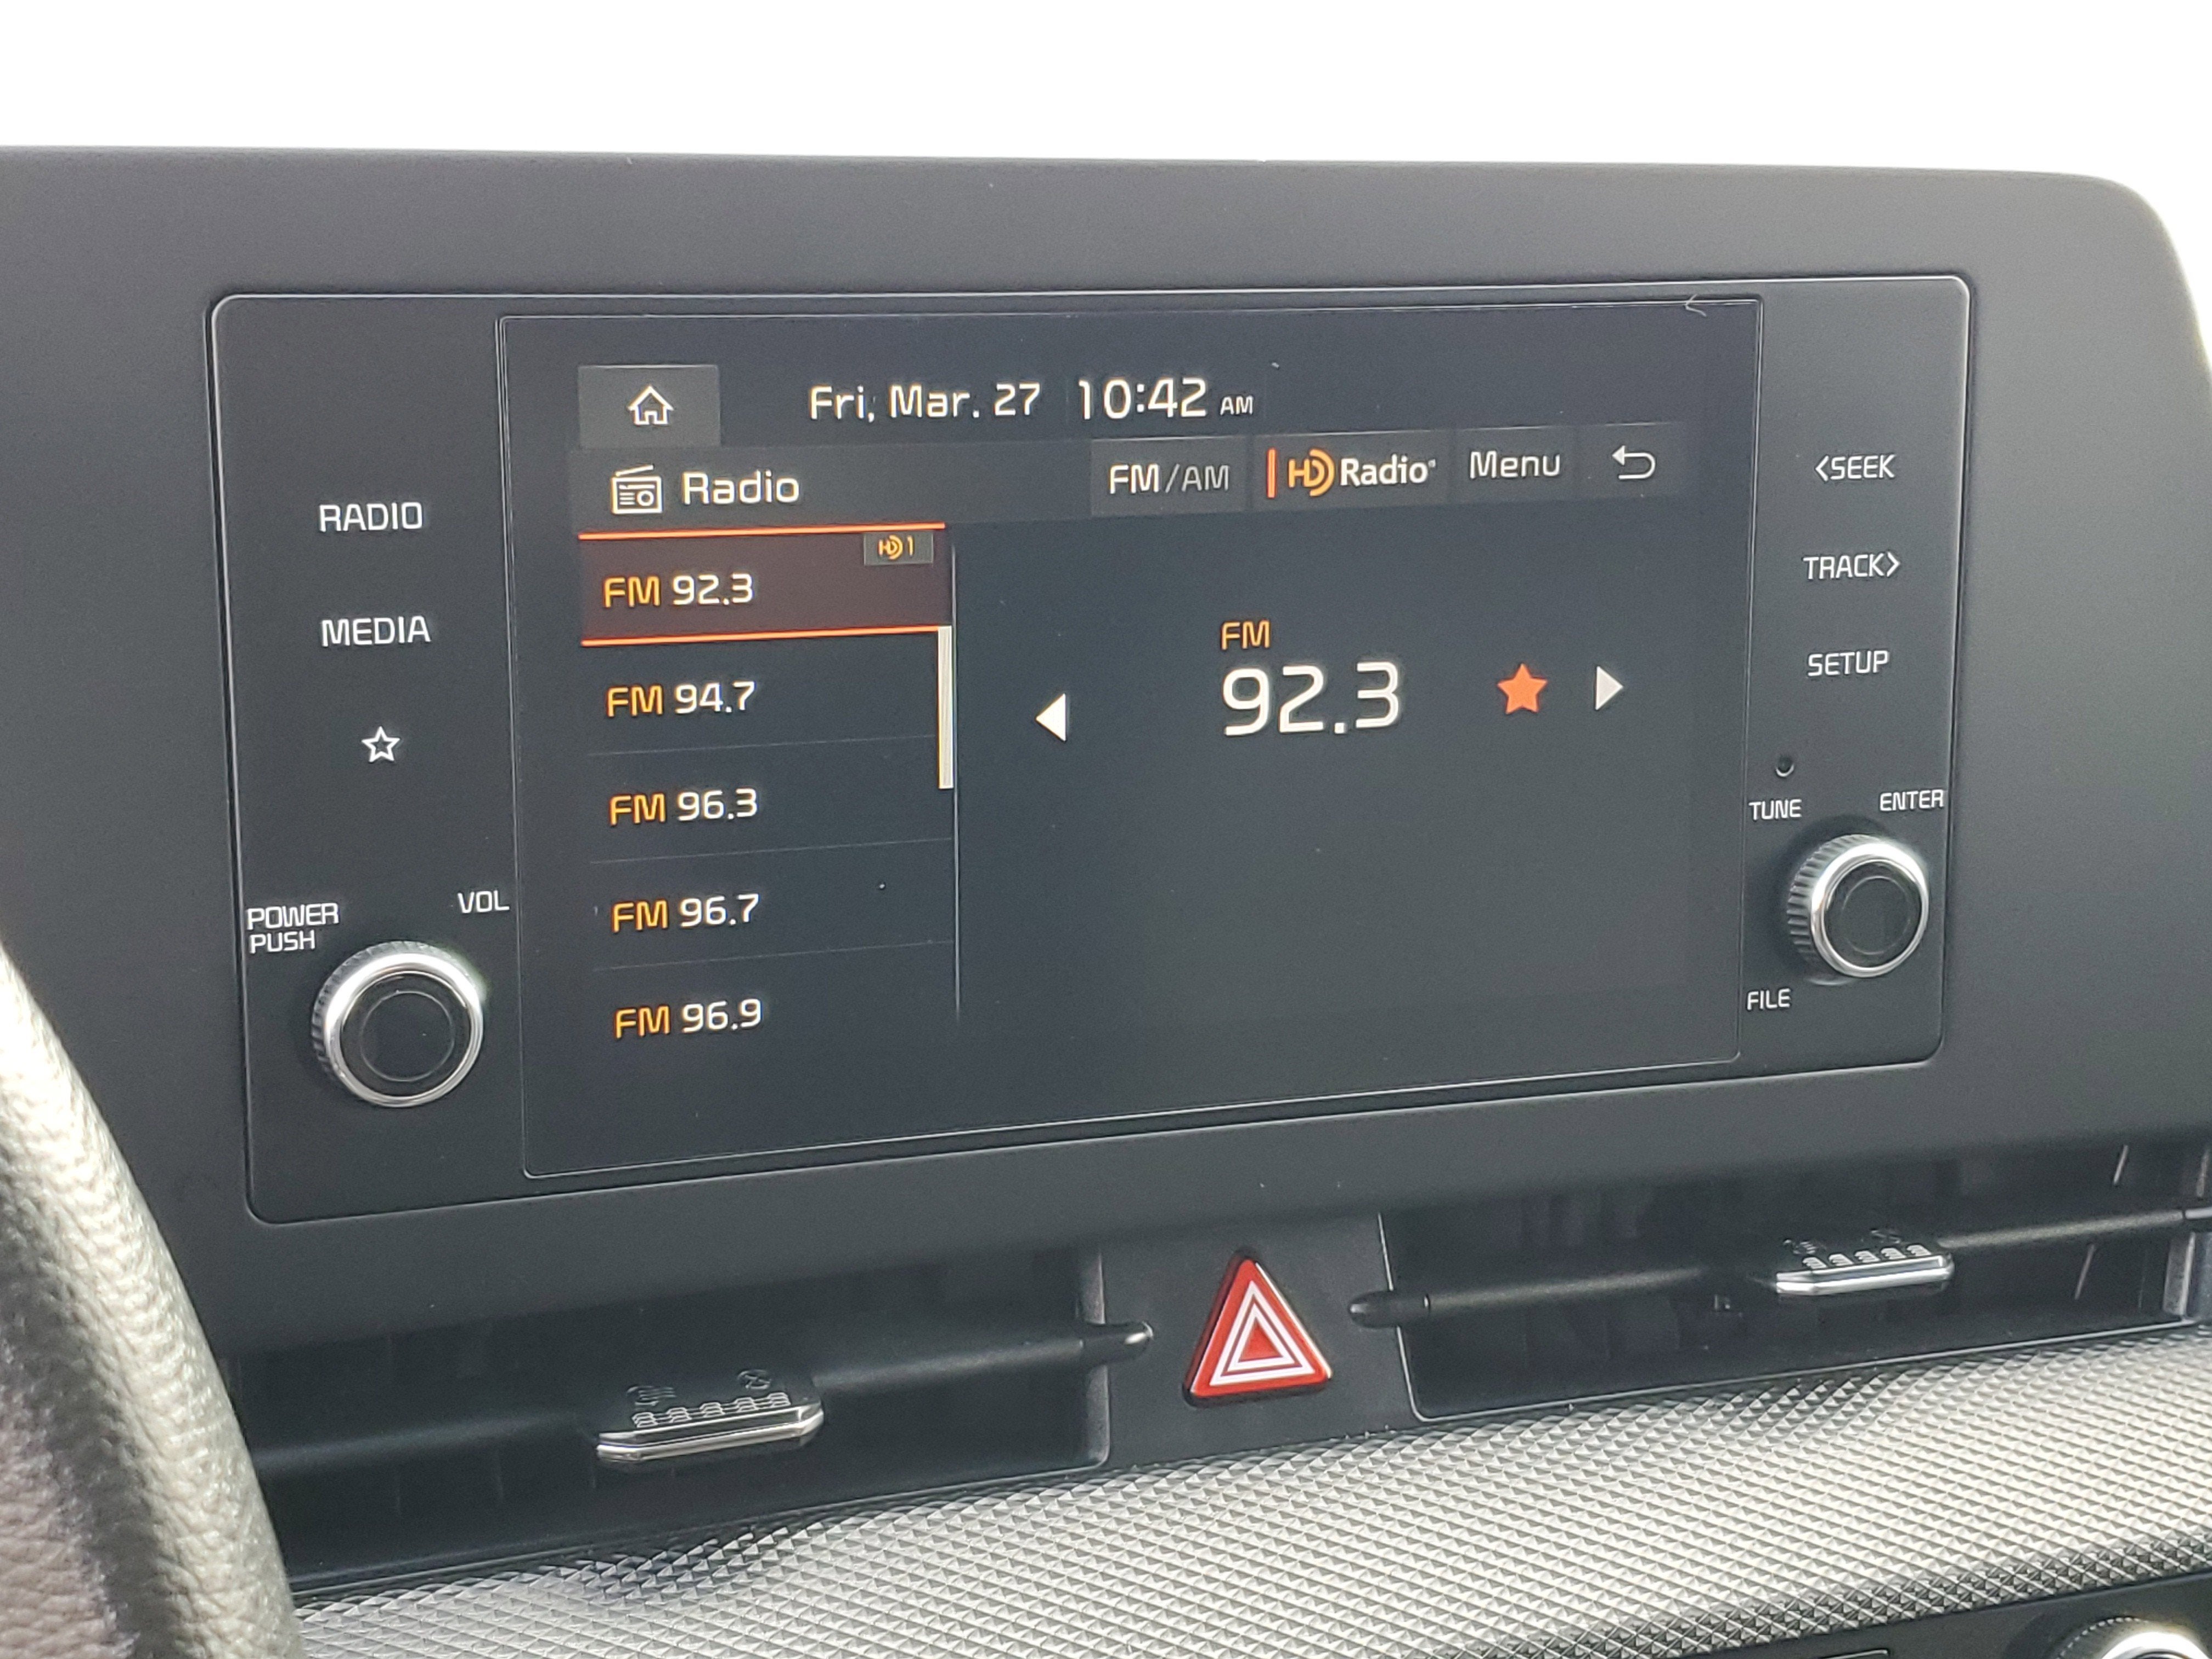 Fri, Mar. 27 10:42 AM
Radio
FM/AM
HD Radio
Menu
HD 1
FM 92.3
FM 94.7
FM 96.3
FM 96.7
FM 96.9
FM
92.3
RADIO
MEDIA
POWER
PUSH
VOL
<SEEK
TRACK>
SETUP
TUNE
ENTER
FILE